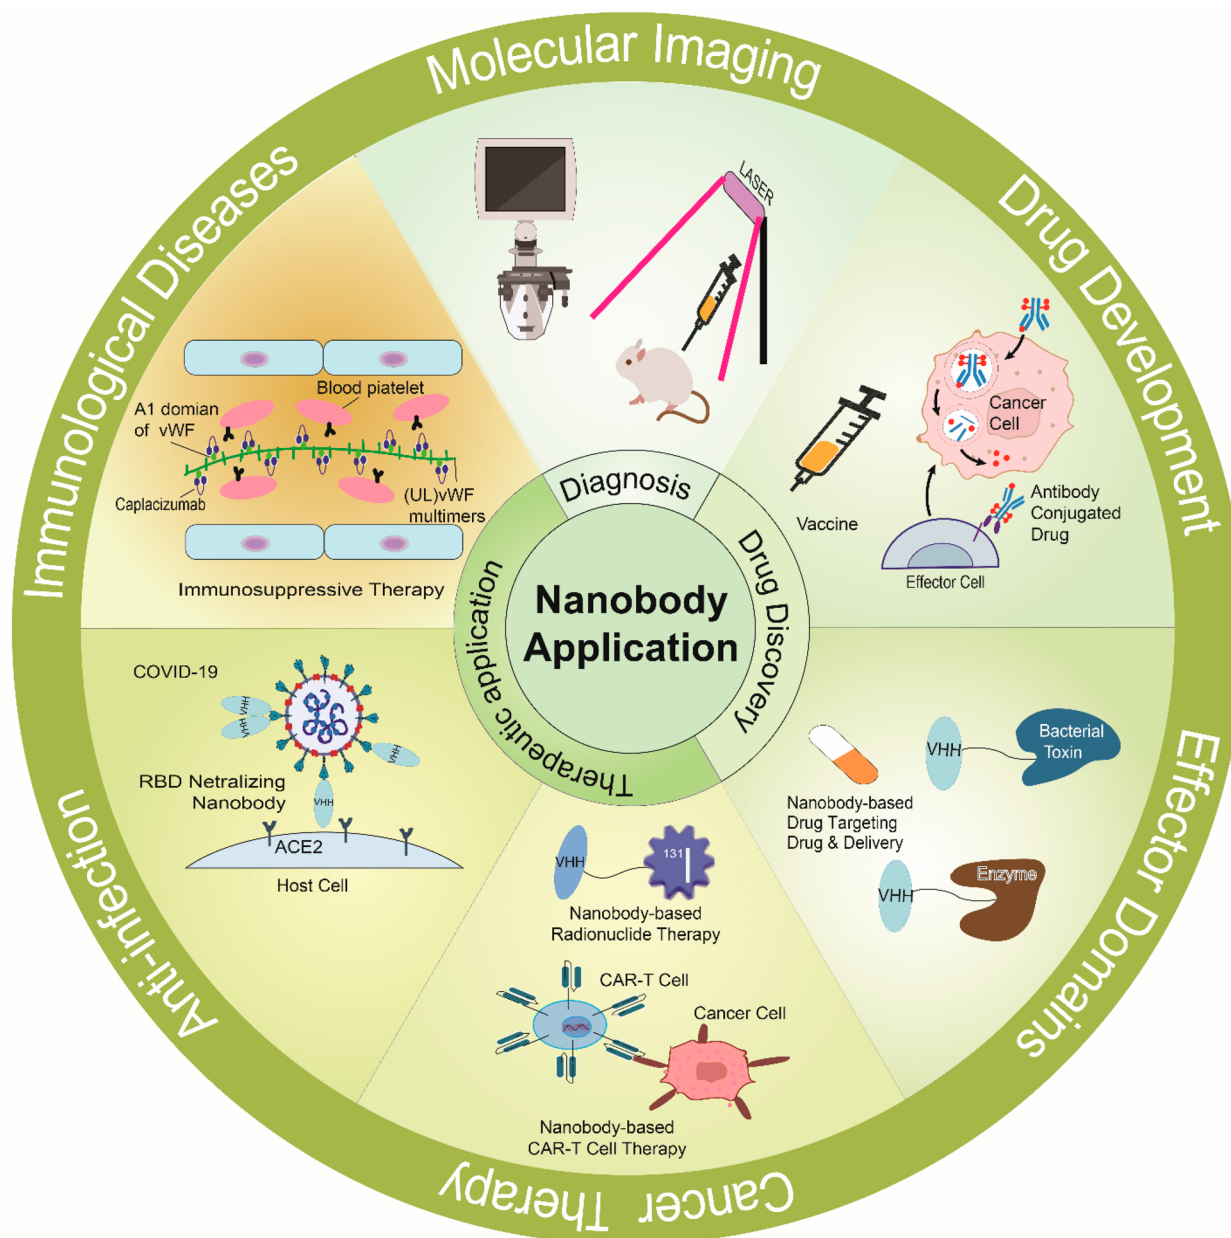 Molecular Imaging
Drug Development
Effector Domains
Cancer Therapy
Anti-infection
Immunological Diseases
Diagnosis
Drug Discovery
Therapeutic application
Nanobody
Application
LASER
Cancer
Cell
Vaccine
Antibody
Conjugated
Drug
Effector Cell
VHH
Bacterial
Toxin
Nanobody-based
Drug Targeting
Drug & Delivery
VHH
Enzyme
VHH
131
I
Nanobody-based
Radionuclide Therapy
CAR-T Cell
Cancer Cell
Nanobody-based
CAR-T Cell Therapy
COVID-19
VHH
VHH
VHH
RBD Netralizing
Nanobody
VHH
ACE2
Host Cell
Blood platelet
A1 domian
of vWF
Caplacizumab
(UL)vWF
multimers
Immunosuppressive Therapy